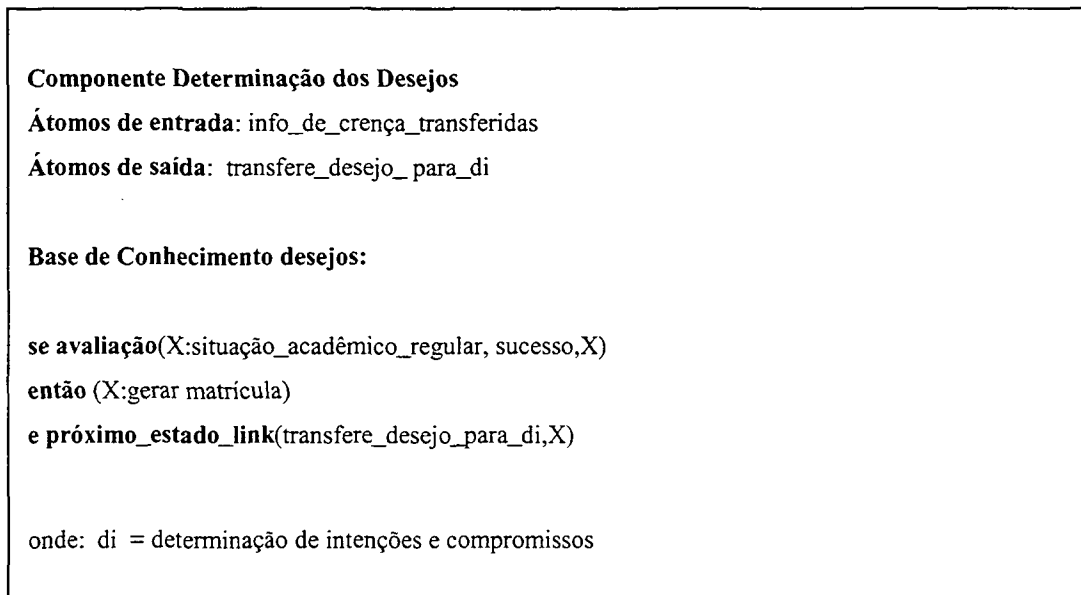 Componente Determinação dos Desejos
Átomos de entrada: info_de_crença_transferidas
Átomos de saída: transfere_desejo_ para_di
Base de Conhecimento desejos:
se avaliação(X:situação_acadêmico_regular, sucesso,X)
então (X:gerar matrícula)
e próximo_estado_link(transfere_desejo_para_di,X)
onde: di = determinação de intenções e compromissos